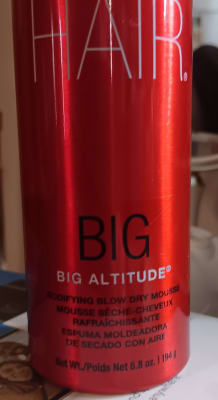 HAIR®
BIG
BIG ALTITUDE®
BODIFYING BLOW DRY MOUSSE
MOUSSE SÈCHE-CHEVEUX
RAFRAÎCHISSANTE
ESPUMA MOLDEADORA
DE SECADO CON AIRE
Net Wt./Poids Net 6.8 oz. | 194 g